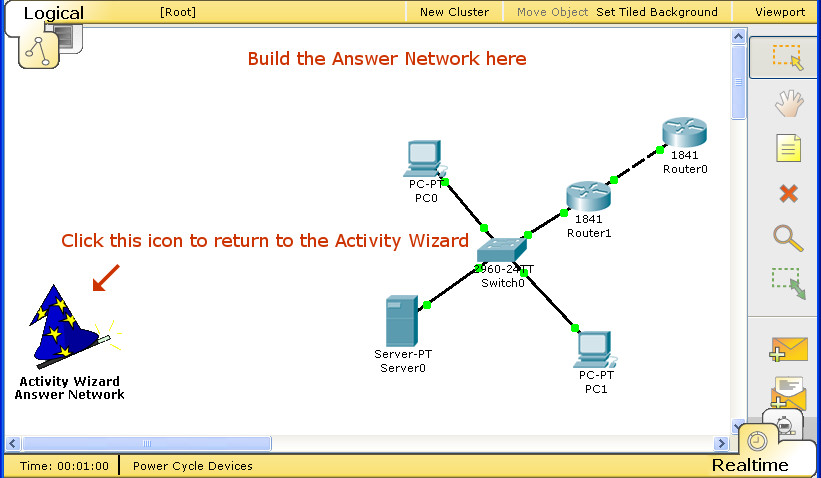 Logical [Root] New Cluster Move Object Set Tiled Background Viewport
Build the Answer Network here
1841
Router0
PC-PT
PC0
1841
Router1
Click this icon to return to the Activity Wizard
2960-24TT
Switch0
Server-PT
Server0
PC-PT
PC1
Activity Wizard
Answer Network
Time: 00:01:00 Power Cycle Devices Realtime